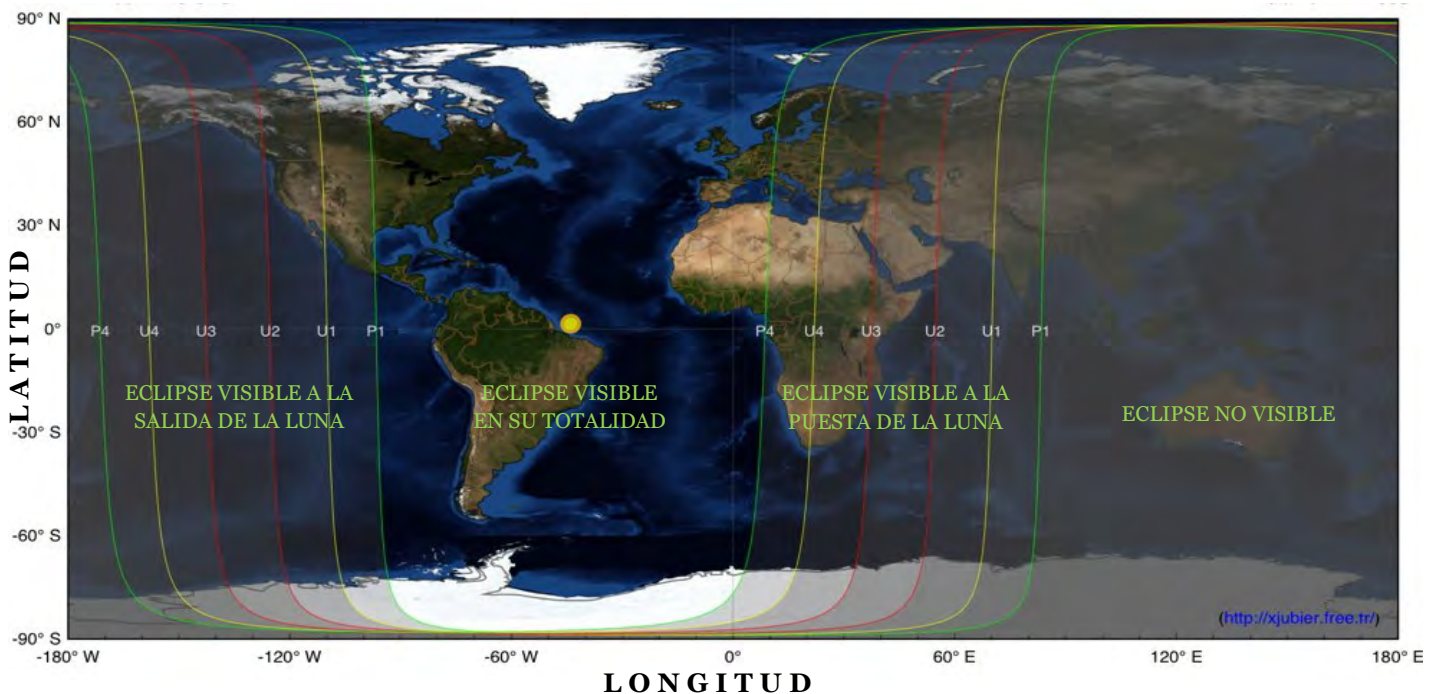 90° N
60° N
30° N
0°
-30° S
-60° S
-90° S
LATITUD
P4 U4 U3 U2 U1 P1 P4 U4 U3 U2 U1 P1
ECLIPSE VISIBLE A LA
SALIDA DE LA LUNA
ECLIPSE VISIBLE
EN SU TOTALIDAD
ECLIPSE VISIBLE A LA
PUESTA DE LA LUNA
ECLIPSE NO VISIBLE
(http://xjubier.free.fr/)
-180° W -120° W -60° W 0° 60° E 120° E 180° E
LONGITUD